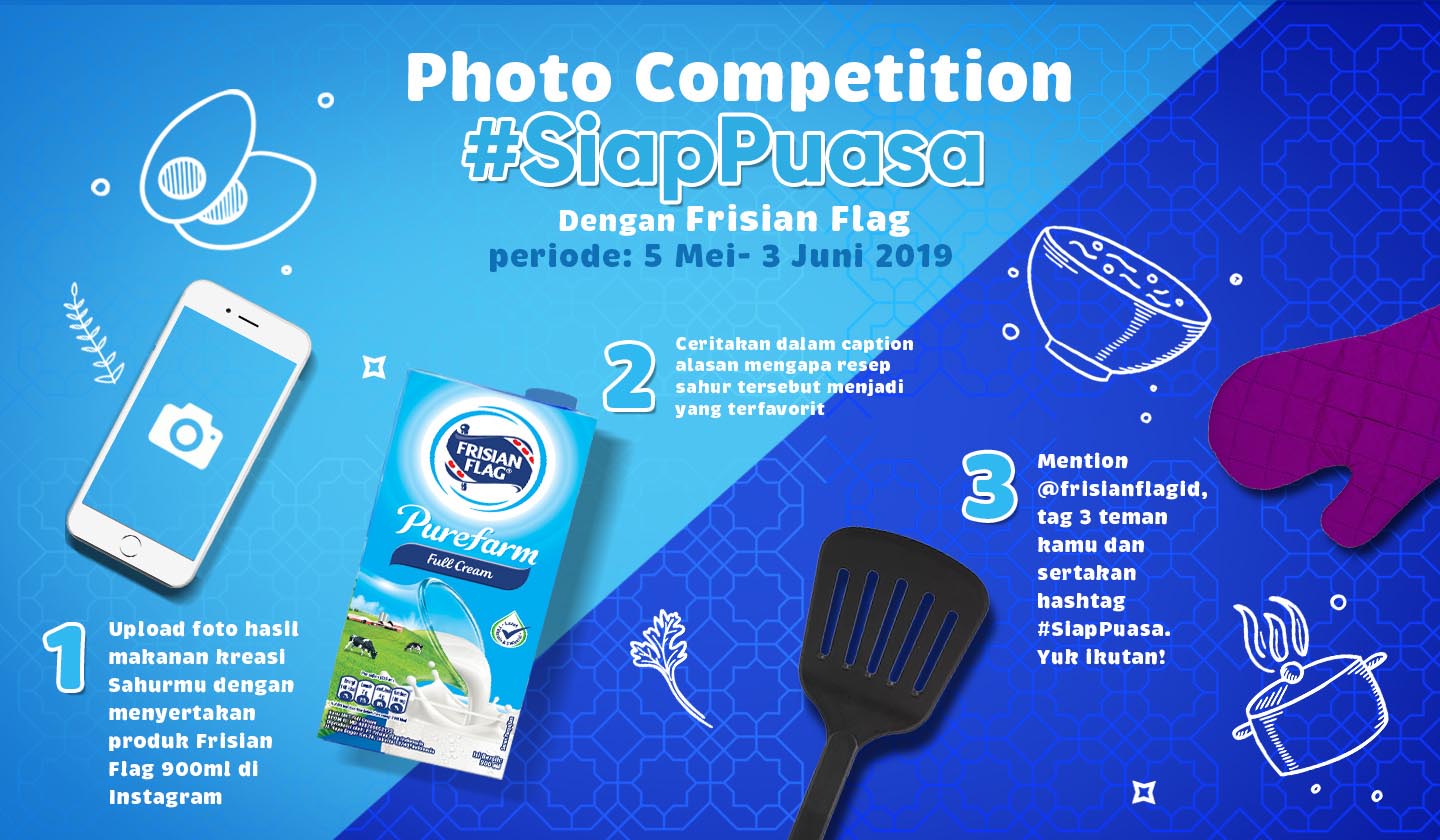 Photo Competition
#SiapPuasa
Dengan Frisian Flag
periode: 5 Mei- 3 Juni 2019
1
Upload foto hasil
makanan kreasi
Sahurmu dengan
menyertakan
produk Frisian
Flag 900ml di
Instagram
FRISIAN
FLAG®
Purefarm
Full Cream
2
Ceritakan dalam caption
alasan mengapa resep
sahur tersebut menjadi
yang terfavorit
3
Mention
@frisianflagid,
tag 3 teman
kamu dan
sertakan
hashtag
#SiapPuasa.
Yuk ikutan!